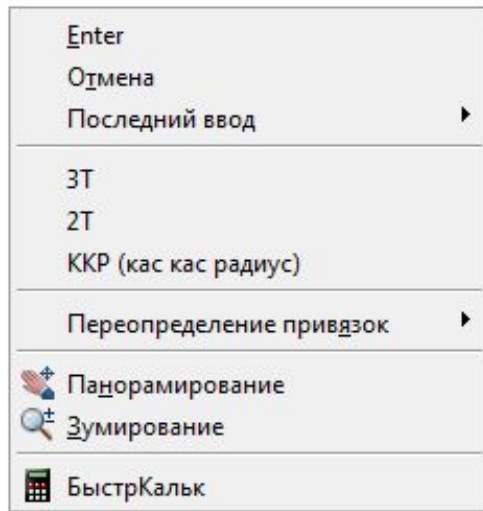 Enter
Отмена
Последний ввод
3Т
2Т
ККР (кас кас радиус)
Переопределение привязок
Панорамирование
Зумирование
БыстрКальк